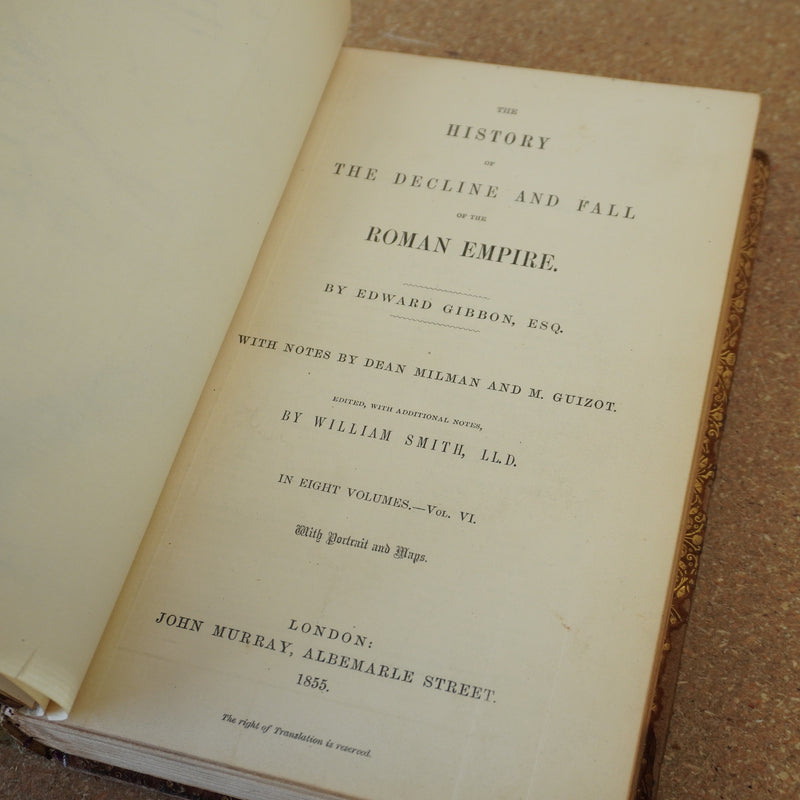 THE
HISTORY
OF
THE DECLINE AND FALL
OF THE
ROMAN EMPIRE.
BY EDWARD GIBBON, ESQ.
WITH NOTES BY DEAN MILMAN AND M. GUIZOT.
EDITED, WITH ADDITIONAL NOTES,
BY WILLIAM SMITH, LL.D.
IN EIGHT VOLUMES.—VOL. VI.
With Portrait and Maps.
LONDON:
JOHN MURRAY, ALBEMARLE STREET.
1855.
The right of Translation is reserved.